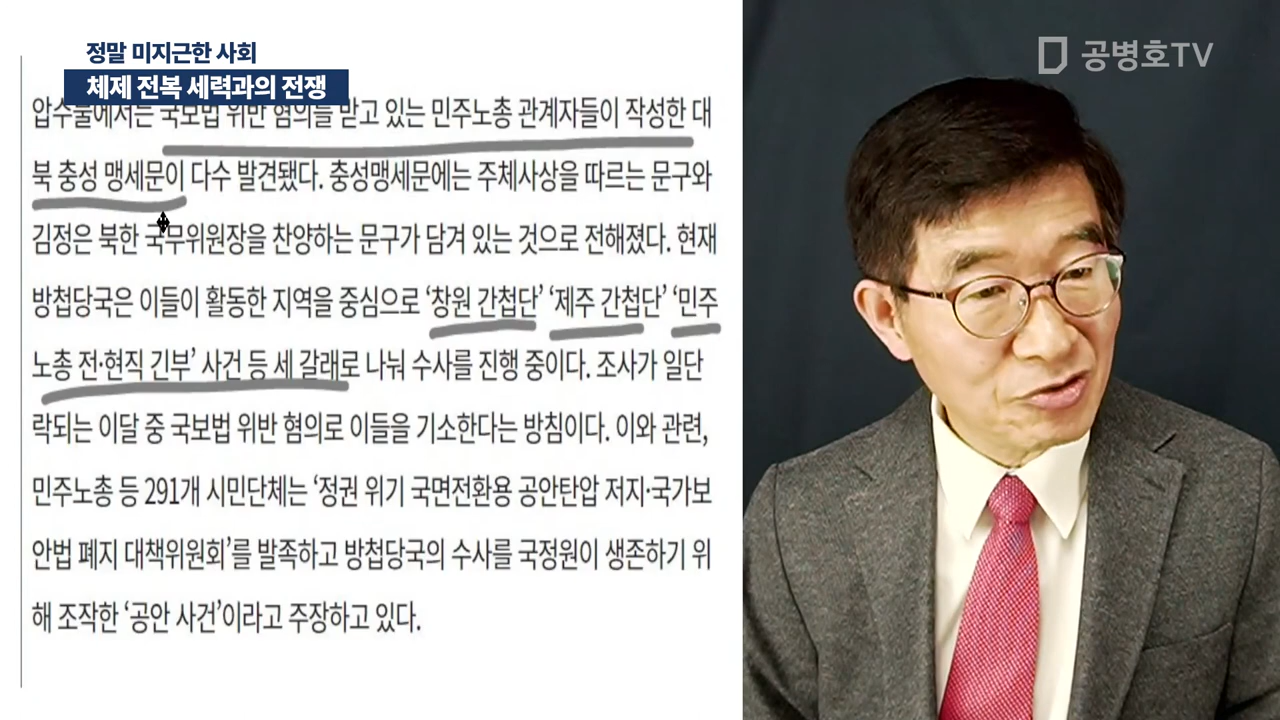 정말 미지근한 사회
체제 전복 세력과의 전쟁
공병호TV
압수물에서는 국보법 위반 혐의를 받고 있는 민주노총 관계자들이 작성한 대
북 충성 맹세문이 다수 발견됐다. 충성맹세문에는 주체사상을 따르는 문구와
김정은 북한 국무위원장을 찬양하는 문구가 담겨 있는 것으로 전해졌다. 현재
방첩당국은 이들이 활동한 지역을 중심으로 ‘창원 간첩단’ ‘제주 간첩단’ ‘민주
노총 전·현직 긴부’ 사건 등 세 갈래로 나눠 수사를 진행 중이다. 조사가 일단
락되는 이달 중 국보법 위반 혐의로 이들을 기소한다는 방침이다. 이와 관련,
민주노총 등 291개 시민단체는 ‘정권 위기 국면전환용 공안탄압 저지·국가보
안법 폐지 대책위원회’를 발족하고 방첩당국의 수사를 국정원이 생존하기 위
해 조작한 ‘공안 사건’이라고 주장하고 있다.